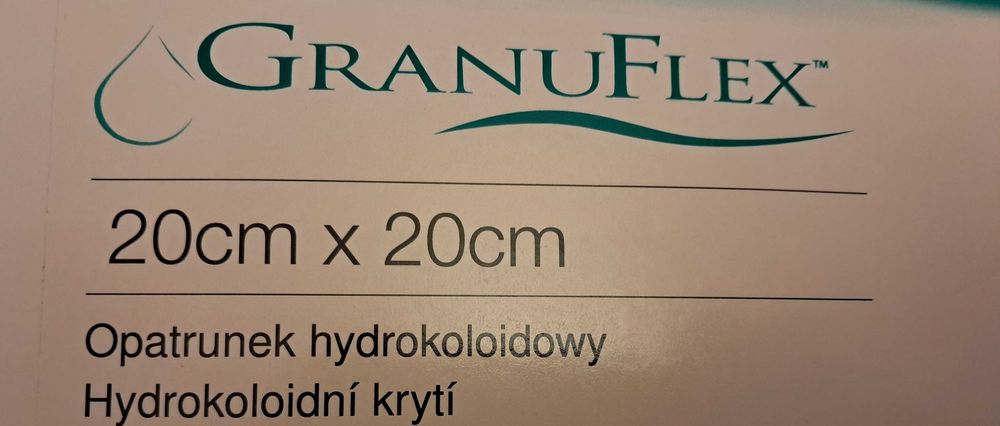 GRANUFLEX™
20cm x 20cm
Opatrunek hydrokoloidowy
Hydrokoloidní krytí